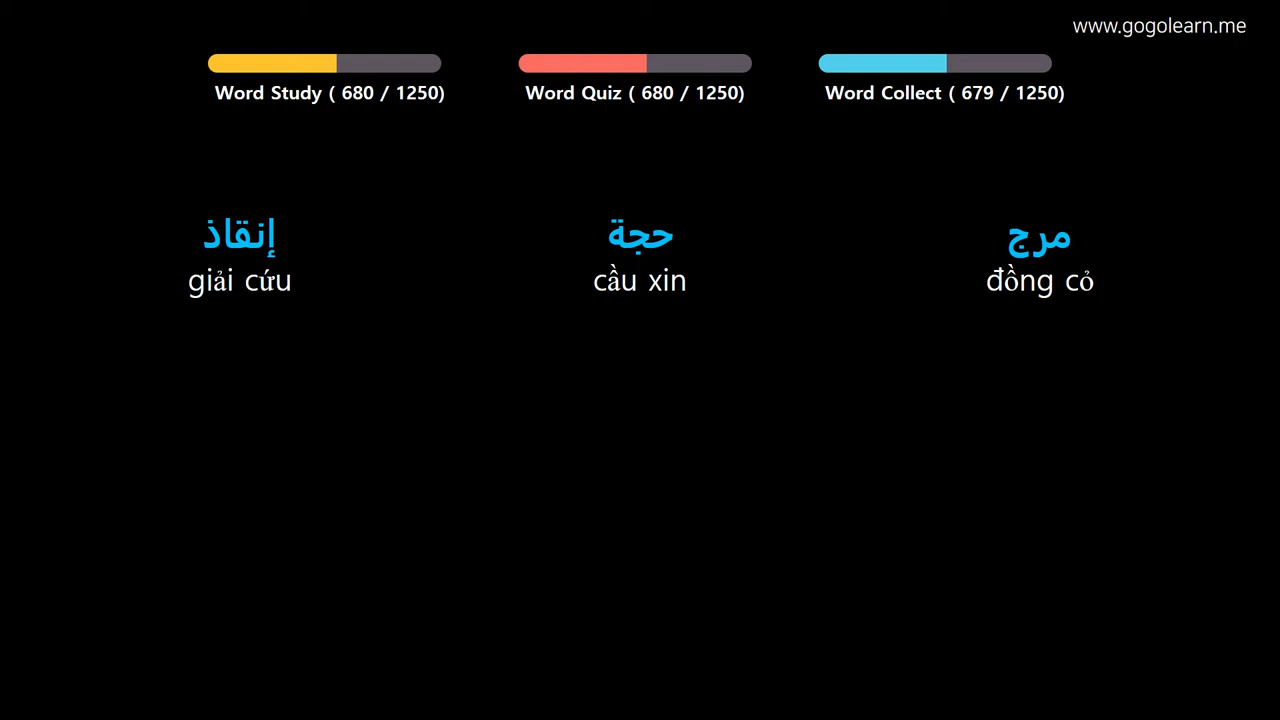 www.gogolearn.me
Word Study ( 680 / 1250)
Word Quiz ( 680 / 1250)
Word Collect ( 679 / 1250)
إنقاذ
giải cứu
حجة
cầu xin
مرج
đồng cỏ